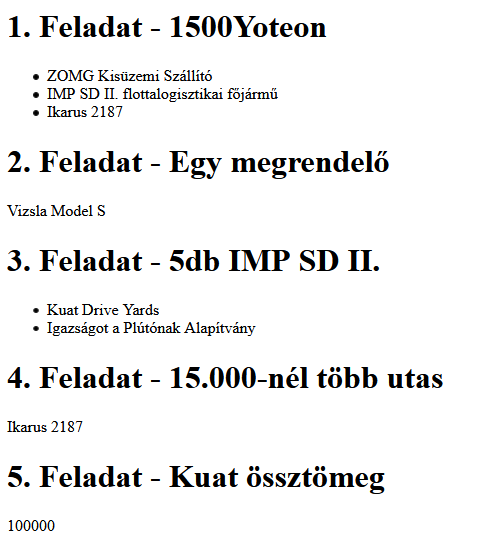 1. Feladat - 1500Yoteon
ZOMG Kisüzemi Szállító
IMP SD II. flottalogisztikai főjármű
Ikarus 2187
2. Feladat - Egy megrendelő
Vizsla Model S
3. Feladat - 5db IMP SD II.
Kuat Drive Yards
Igazságot a Plútónak Alapítvány
4. Feladat - 15.000-nél több utas
Ikarus 2187
5. Feladat - Kuat össztömeg
100000